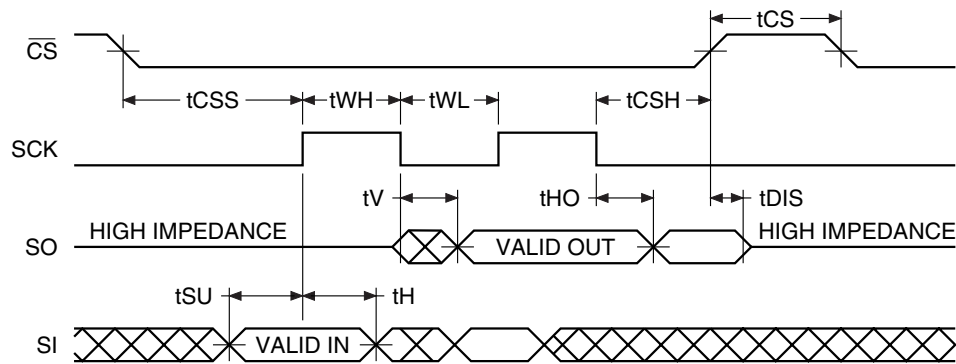 tCS
CS
tCSS tWH tWL tCSH
SCK
tV tHO tDIS
HIGH IMPEDANCE HIGH IMPEDANCE
SO VALID OUT
tSU tH
SI VALID IN